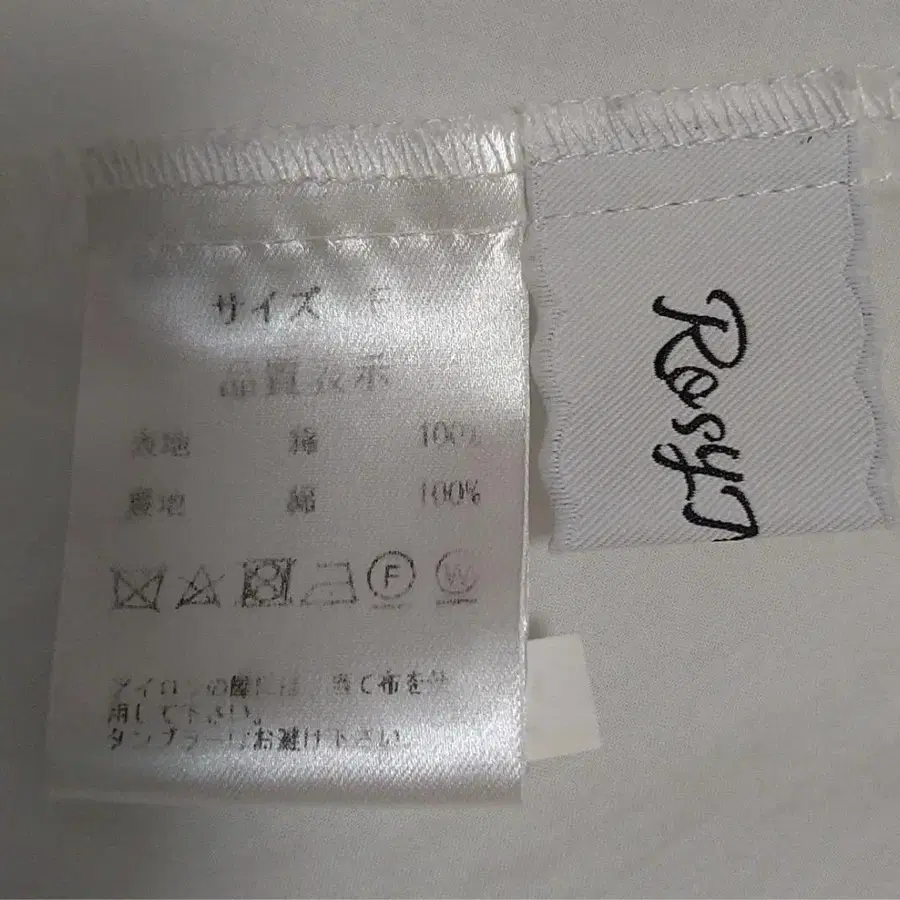 サイズ F
品質表示
表地 綿 100%
裏地 綿 100%
F W
アイロンの際には、当て布を使
用して下さい。
タンブラーはお避け下さい。
Rosy